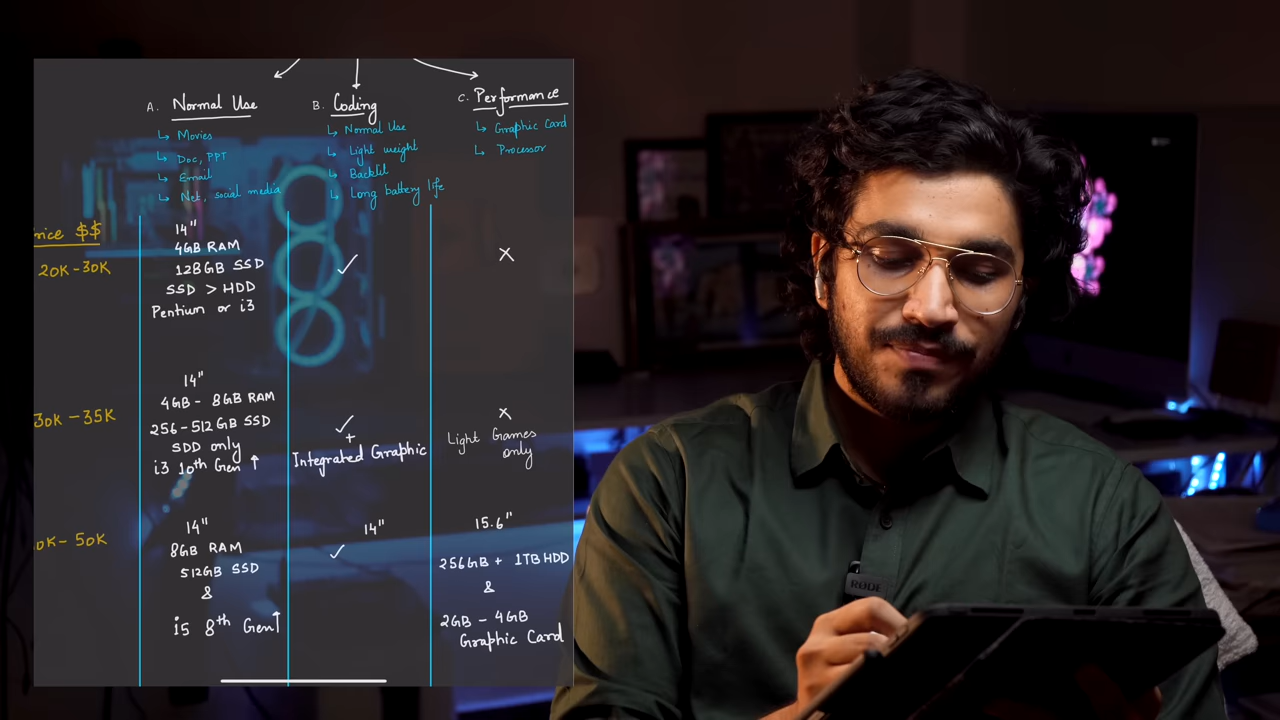 A. Normal Use
↳ Movies
↳ Doc, PPT
↳ Email
↳ Net, social media
B. Coding
↳ Normal Use
↳ Light weight
↳ Backlit
↳ Long battery life
C. Performance
↳ Graphic Card
↳ Processor
rice $$
20K-30K
14"
4GB RAM
128GB SSD
SSD > HDD
Pentium or i3
✓
X
30K-35K
14"
4GB - 8GB RAM
256-512GB SSD
SDD only
i3 10th Gen ↑
✓
+
Integrated Graphic
X
Light Games
only
0K-50K
14"
8GB RAM
512GB SSD
&
i5 8th Gen↑
14"
✓
15.6"
256GB + 1TB HDD
&
2GB - 4GB
Graphic Card
RODE